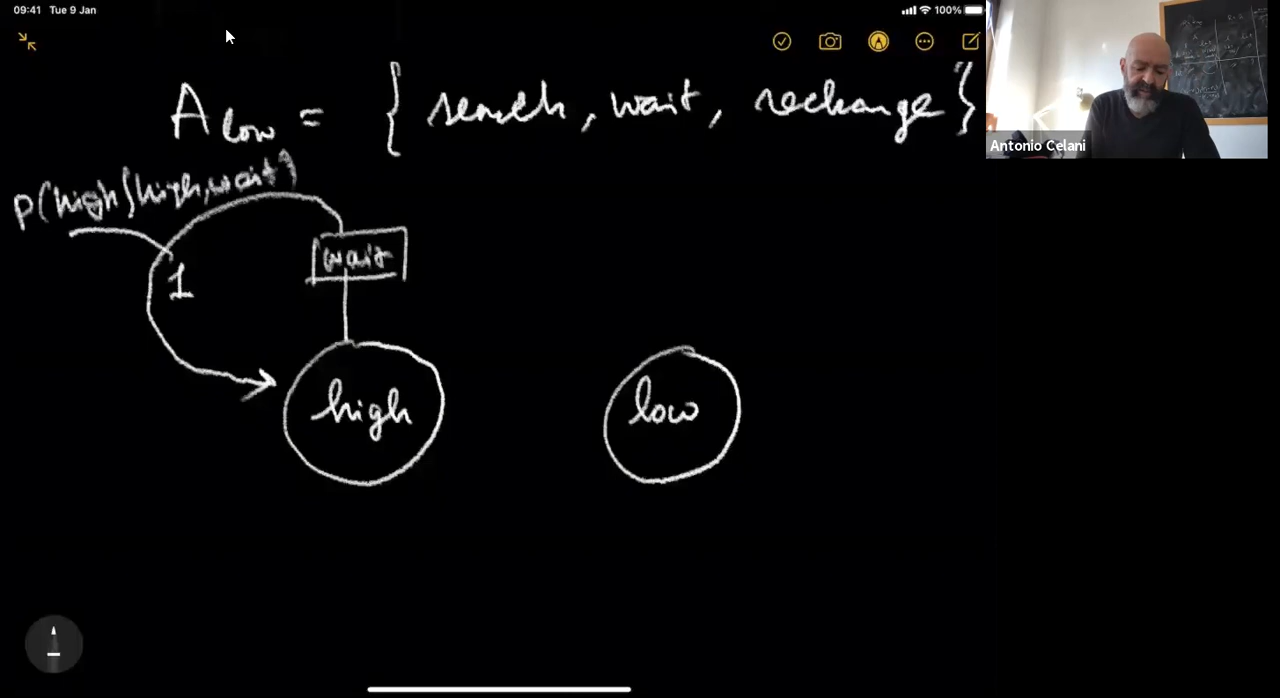 09:41 Tue 9 Jan
100%
A low = { search, wait, recharge }
Antonio Celani
p(high|high,wait)
wait
1
high
low